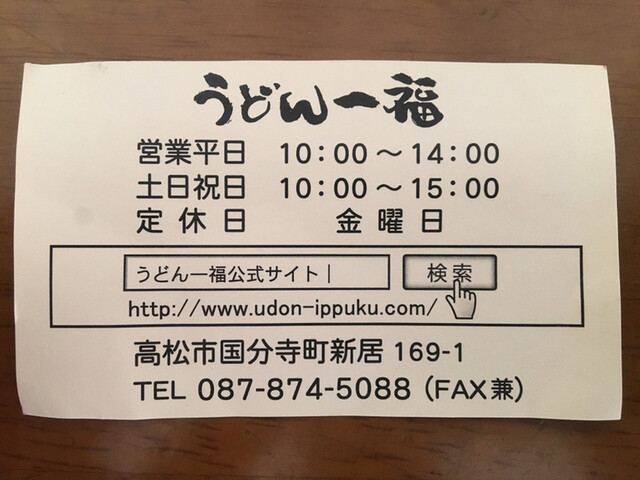 うどん一福
営業平日 10：00〜14：00
土日祝日 10：00〜15：00
定休日 金曜日
うどん一福公式サイト| 検索
http://www.udon-ippuku.com/
高松市国分寺町新居 169-1
TEL 087-874-5088（FAX兼）